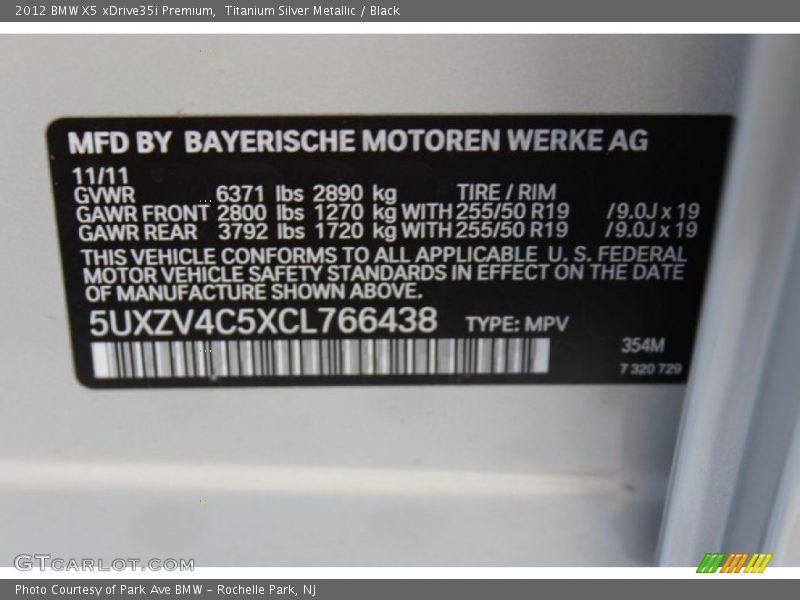 2012 BMW X5 xDrive35i Premium,  Titanium Silver Metallic / Black
MFD BY BAYERISCHE MOTOREN WERKE AG
11/11
GVWR 6371 lbs 2890 kg TIRE / RIM
GAWR FRONT 2800 lbs 1270 kg WITH 255/50 R19 /9.0J x 19
GAWR REAR 3792 lbs 1720 kg WITH 255/50 R19 /9.0J x 19
THIS VEHICLE CONFORMS TO ALL APPLICABLE U. S. FEDERAL
MOTOR VEHICLE SAFETY STANDARDS IN EFFECT ON THE DATE
OF MANUFACTURE SHOWN ABOVE.
5UXZV4C5XCL766438 TYPE: MPV
354M
7 320 729
GTCARLOT.COM
Photo Courtesy of Park Ave BMW - Rochelle Park, NJ